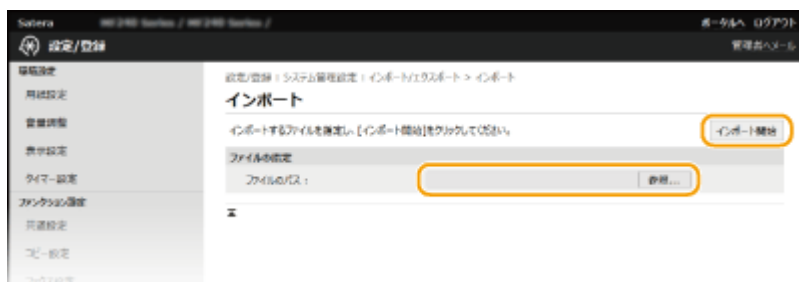 Satera MF240 Series / MF240 Series / ポータルへ ログアウト
設定/登録 管理者へメール
環境設定
用紙設定
音量調整
表示設定
タイマー設定
ファンクション設定
共通設定
コピー設定
設定/登録 : システム管理設定 : インポート/エクスポート > インポート
インポート
インポートするファイルを指定し、[インポート開始]をクリックしてください。
インポート開始
ファイルの指定
ファイルのパス :
参照...